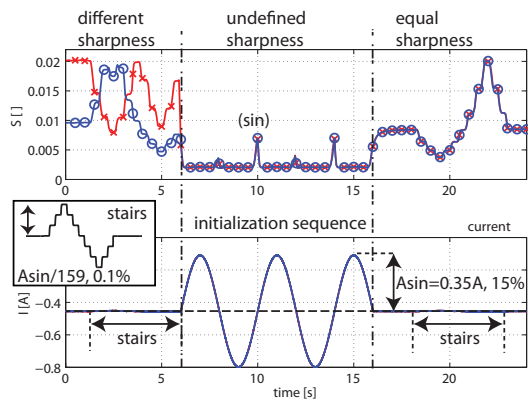 different sharpness
undefined sharpness
equal sharpness
0.02
0.015
0.01
0.005
0
S [ ]
(sin)
0 5 10 15 20
stairs
Asin/159, 0.1%
initialization sequence
current
Asin=0.35A, 15%
I [A]
−0.4
−0.6
−0.8
stairs
stairs
0 5 10 15 20
time [s]